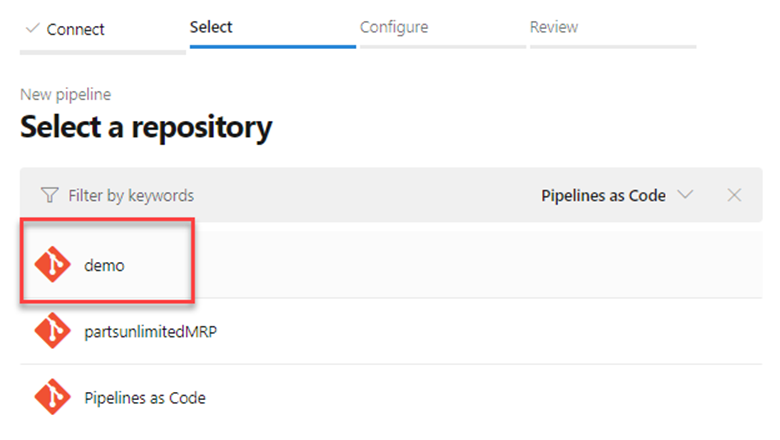 Connect Select Configure Review
New pipeline
Select a repository
Filter by keywords Pipelines as Code
demo
partsunlimitedMRP
Pipelines as Code